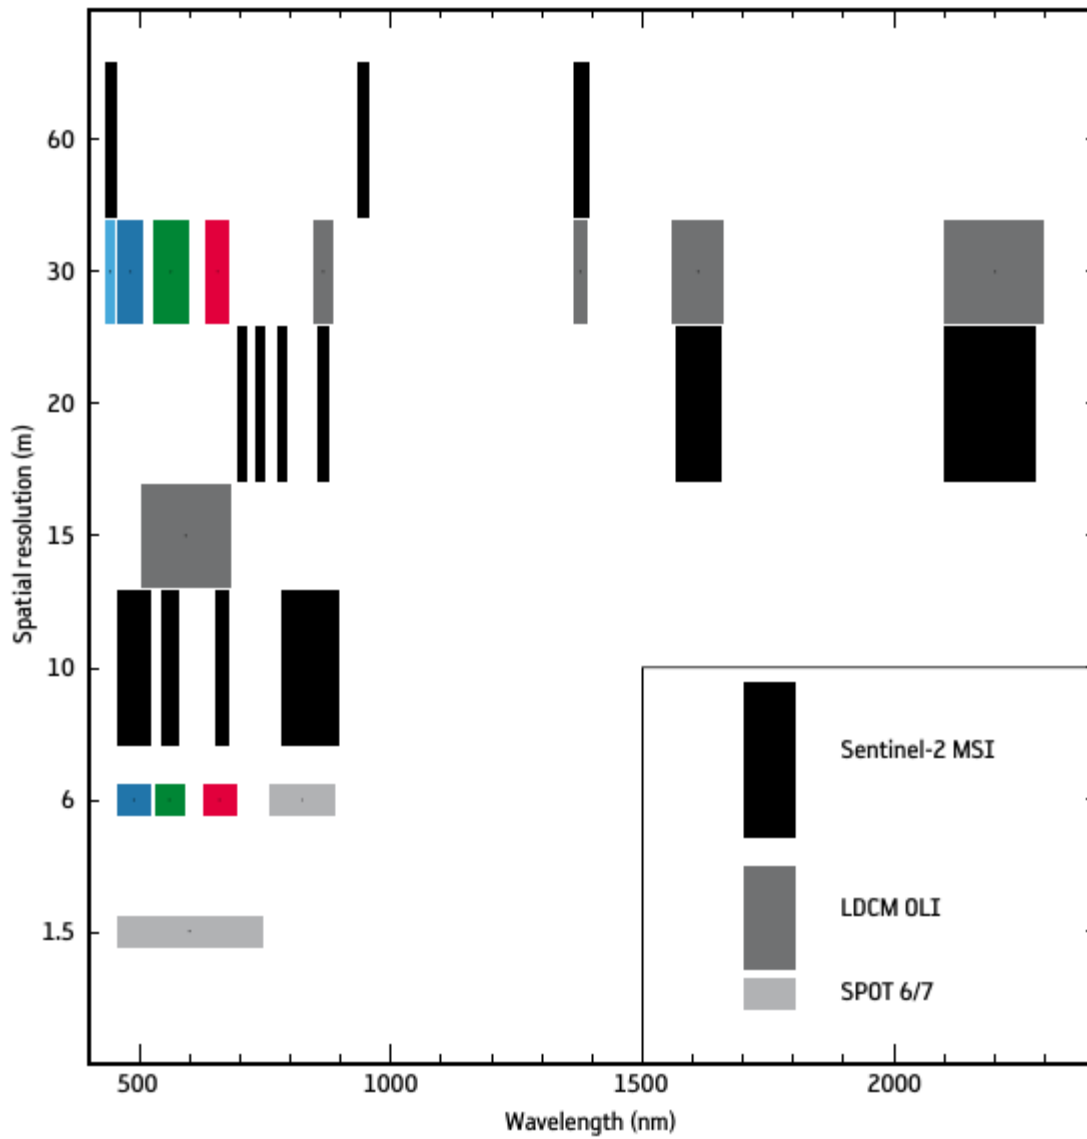 60
30
20
15
10
6
1.5
Spatial resolution (m)
Sentinel-2 MSI
LDCM OLI
SPOT 6/7
500
1000
1500
2000
Wavelength (nm)